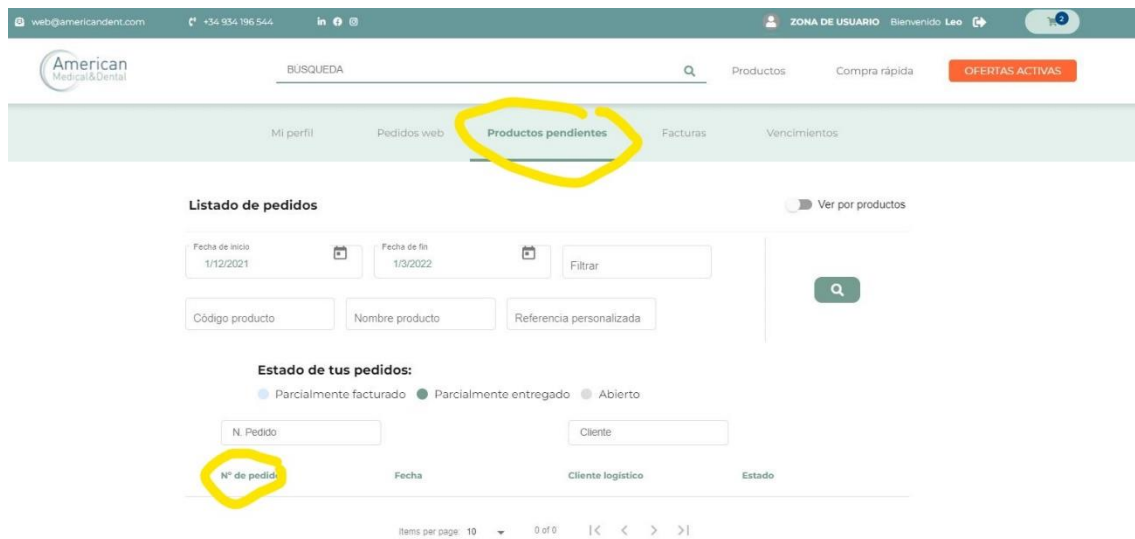 web@americandent.com +34 934 196 544 in ZONA DE USUARIO Bienvenido Leo 2
American
Medical&Dental
BÚSQUEDA Productos Compra rápida OFERTAS ACTIVAS
Mi perfil Pedidos web Productos pendientes Facturas Vencimientos
Listado de pedidos Ver por productos
Fecha de inicio Fecha de fin
1/12/2021 1/3/2022 Filtrar
Código producto Nombre producto Referencia personalizada
Estado de tus pedidos:
Parcialmente facturado Parcialmente entregado Abierto
N. Pedido Cliente
Nº de pedido Fecha Cliente logístico Estado
Items per page: 10 0 of 0